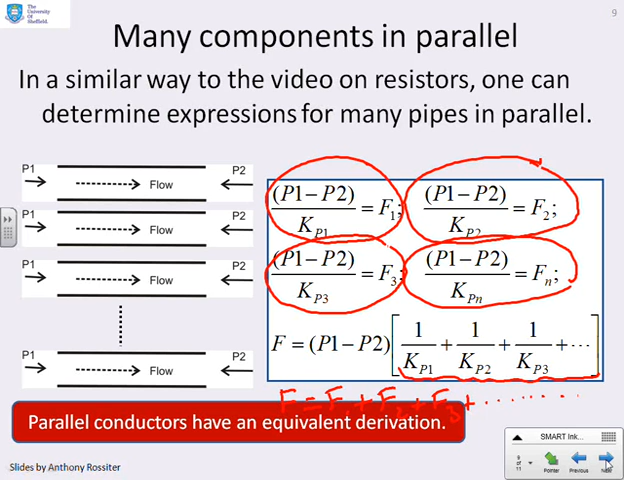 The
University
Of
Sheffield.
9
Many components in parallel
In a similar way to the video on resistors, one can
determine expressions for many pipes in parallel.
P1 Flow P2
P1 Flow P2
P1 Flow P2
P1 Flow P2
(P1−P2)/K_P1 = F_1; (P1−P2)/K_P2 = F_2;
(P1−P2)/K_P3 = F_3; (P1−P2)/K_Pn = F_n;
F = (P1−P2)[1/K_P1 + 1/K_P2 + 1/K_P3 + ⋯]
F = F_1 + F_2 + F_3 + ........
Parallel conductors have an equivalent derivation.
SMART Ink...
9 of 11 Pointer Previous Next
Slides by Anthony Rossiter